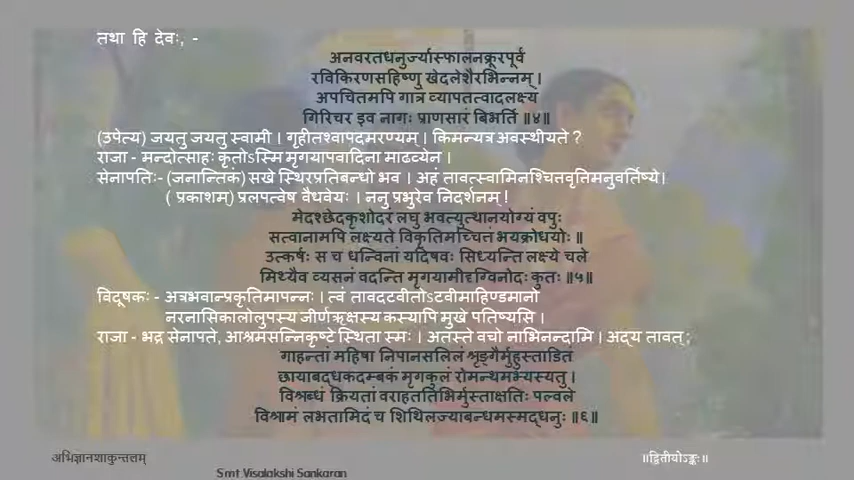 तथा हि देवः, -
अनवरतधनुर्ज्यास्फालनक्रूरपूर्वं
रविकिरणसहिष्णु खेदलेशैरभिन्नम् ।
अपचितमपि गात्रं व्यापतत्वादलक्ष्यं
गिरिचर इव नागः प्राणसारं बिभर्ति ॥४॥
(उपेत्य) जयतु जयतु स्वामी । गृहीतश्वापदमरण्यम् । किमन्यत्र अवस्थीयते ?
राजा - मन्दोत्साहः कृतोऽस्मि मृगयापवादिना माढव्येन ।
सेनापतिः- (जनान्तिकं) सखे स्थिरप्रतिबन्धो भव । अहं तावत्स्वामिनश्चित्तवृत्तिमनुवर्तिष्ये।
( प्रकाशम्) प्रलपत्वेष वैधवेयः । ननु प्रभुरेव निदर्शनम् !
मेदश्छेदकृशोदरं लघु भवत्युत्थानयोग्यं वपुः
सत्वानामपि लक्ष्यते विकृतिमच्चित्तं भयक्रोधयोः ॥
उत्कर्षः स च धन्विनां यदिषवः सिध्यन्ति लक्ष्ये चले
मिथ्यैव व्यसनं वदन्ति मृगयामीदृग्विनोदः कुतः ॥५॥
विदूषकः - अत्रभवान्प्रकृतिमापन्नः । त्वं तावदटवीतोऽटवीमाहिण्डमानो
नरनासिकालोलुपस्य जीर्णऋक्षस्य कस्यापि मुखे पतिष्यसि ।
राजा - भद्र सेनापते, आश्रमसन्निकृष्टे स्थिता स्मः । अतस्ते वचो नाभिनन्दामि । अद्य तावत् ;
गाहन्तां महिषा निपानसलिलं श्रृङ्गैर्मुहुस्ताडितं
छायाबद्धकदम्बकं मृगकुलं रोमन्थमभ्यस्यतु ।
विश्रब्धं क्रियतां वराहततिभिर्मुस्ताक्षतिः पल्वले
विश्रामं लभतामिदं च शिथिलज्याबन्धमस्मद्धनुः ॥६॥
अभिज्ञानशाकुन्तलम्
॥द्वितीयोऽङ्कः॥
Smt Visalakshi Sankaran